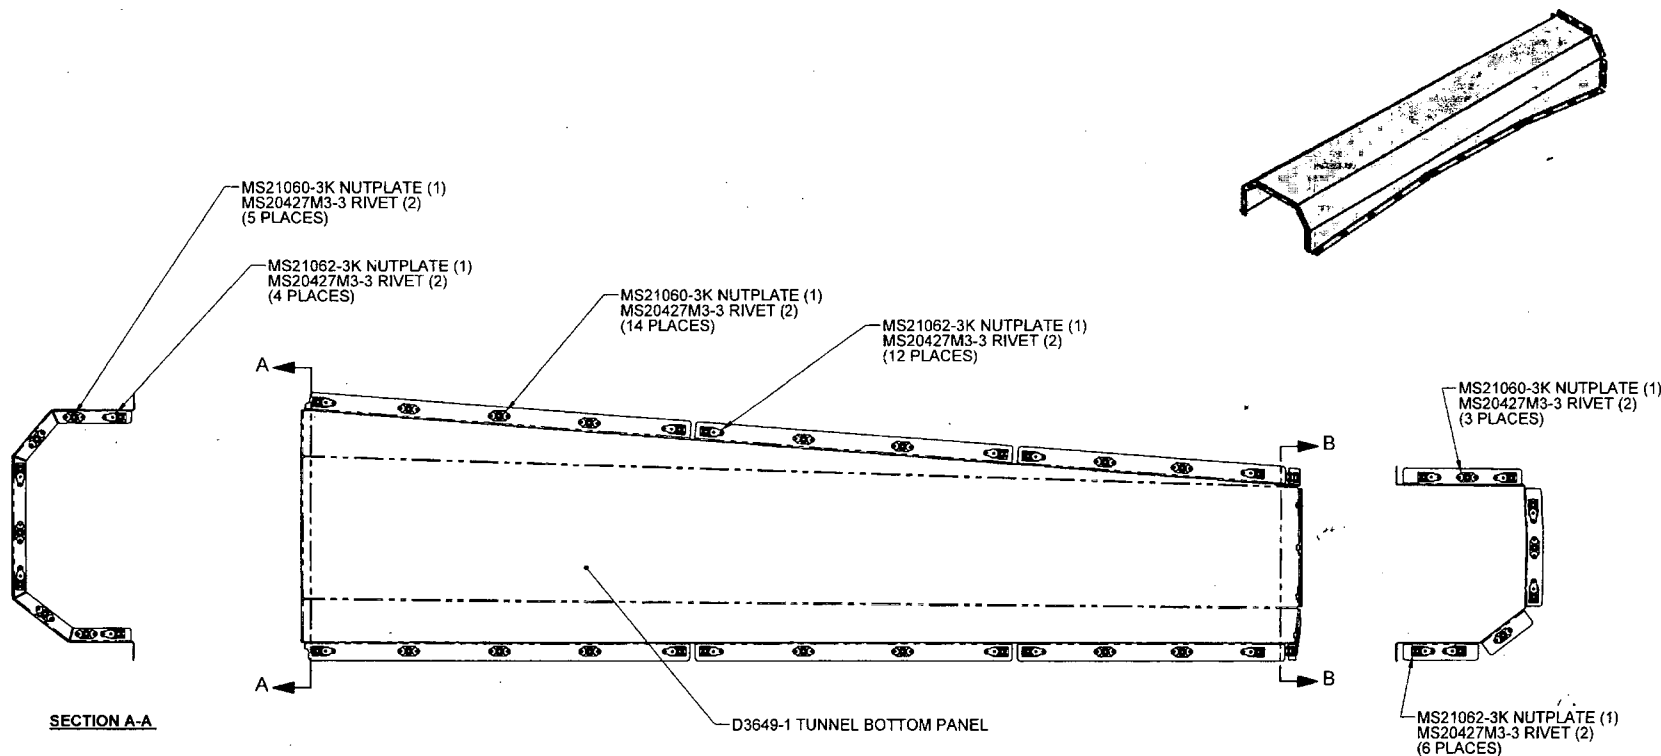 MS21060-3K NUTPLATE (1)
MS20427M3-3 RIVET (2)
(5 PLACES)
MS21062-3K NUTPLATE (1)
MS20427M3-3 RIVET (2)
(4 PLACES)
MS21060-3K NUTPLATE (1)
MS20427M3-3 RIVET (2)
(14 PLACES)
MS21062-3K NUTPLATE (1)
MS20427M3-3 RIVET (2)
(12 PLACES)
MS21060-3K NUTPLATE (1)
MS20427M3-3 RIVET (2)
(3 PLACES)
A
B
A
B
SECTION A-A
D3649-1 TUNNEL BOTTOM PANEL
MS21062-3K NUTPLATE (1)
MS20427M3-3 RIVET (2)
(6 PLACES)